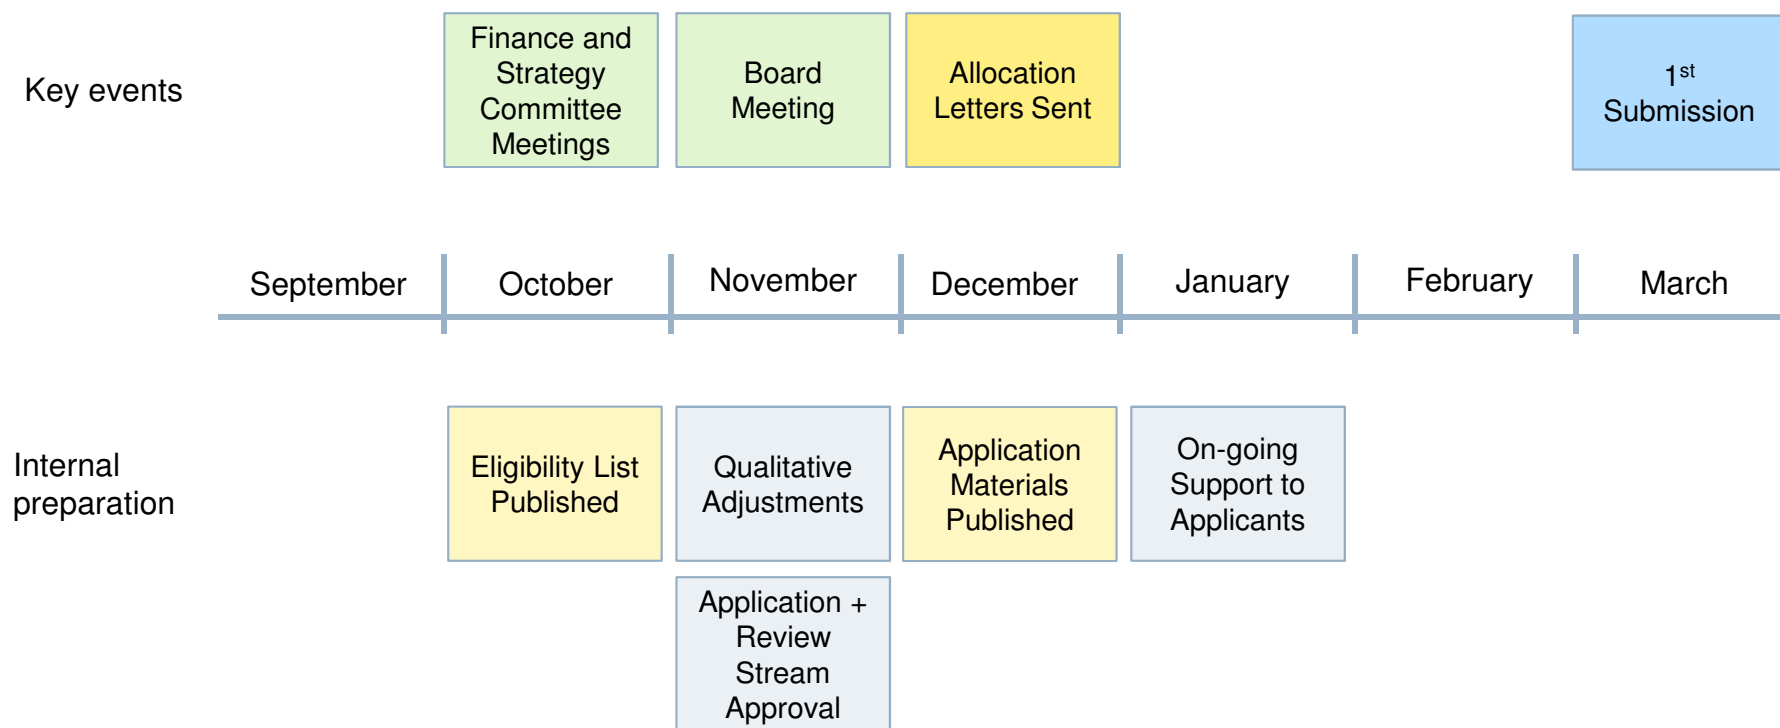 Key events
Finance and
Strategy
Committee
Meetings
Board
Meeting
Allocation
Letters Sent
1st
Submission
September
October
November
December
January
February
March
Internal
preparation
Eligibility List
Published
Qualitative
Adjustments
Application
Materials
Published
On-going
Support to
Applicants
Application +
Review
Stream
Approval